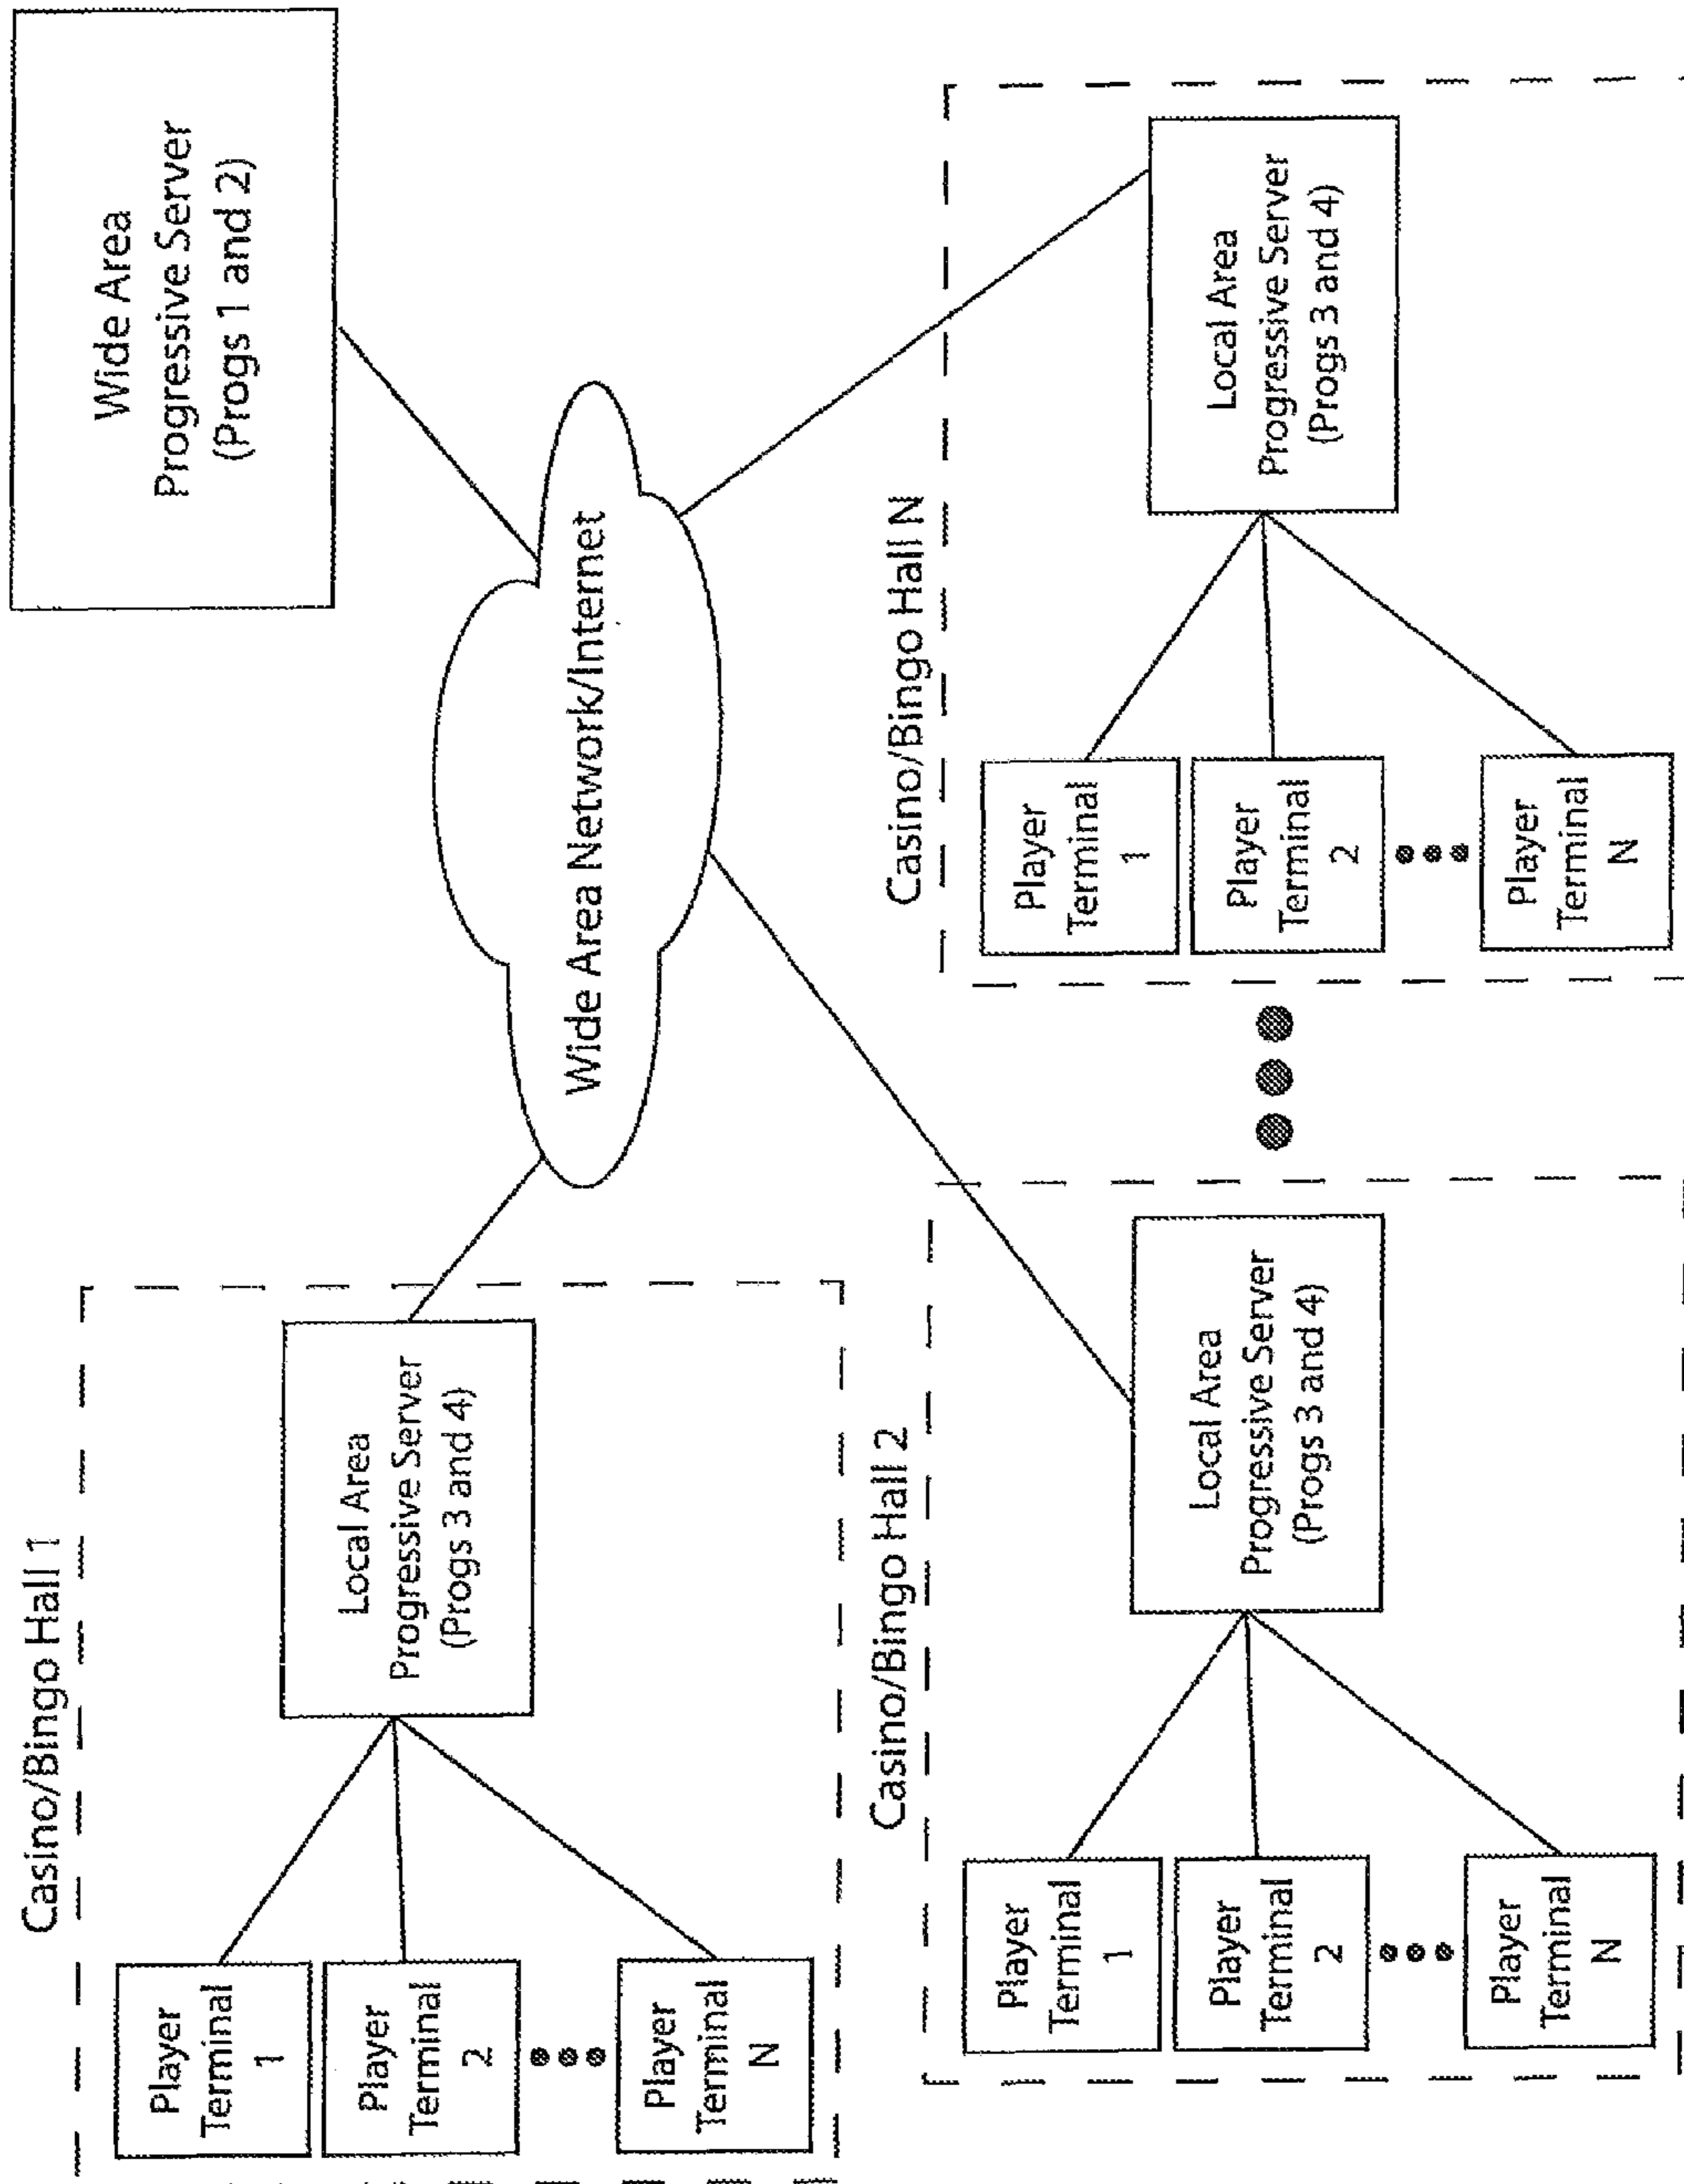 Wide Area
Progressive Server
(Progs 1 and 2)
Wide Area Network/Internet
Casino/Bingo Hall 1
Local Area
Progressive Server
(Progs 3 and 4)
Player
Terminal
1
Player
Terminal
2
Player
Terminal
N
Casino/Bingo Hall 2
Local Area
Progressive Server
(Progs 3 and 4)
Player
Terminal
1
Player
Terminal
2
Player
Terminal
N
Casino/Bingo Hall N
Local Area
Progressive Server
(Progs 3 and 4)
Player
Terminal
1
Player
Terminal
2
Player
Terminal
N